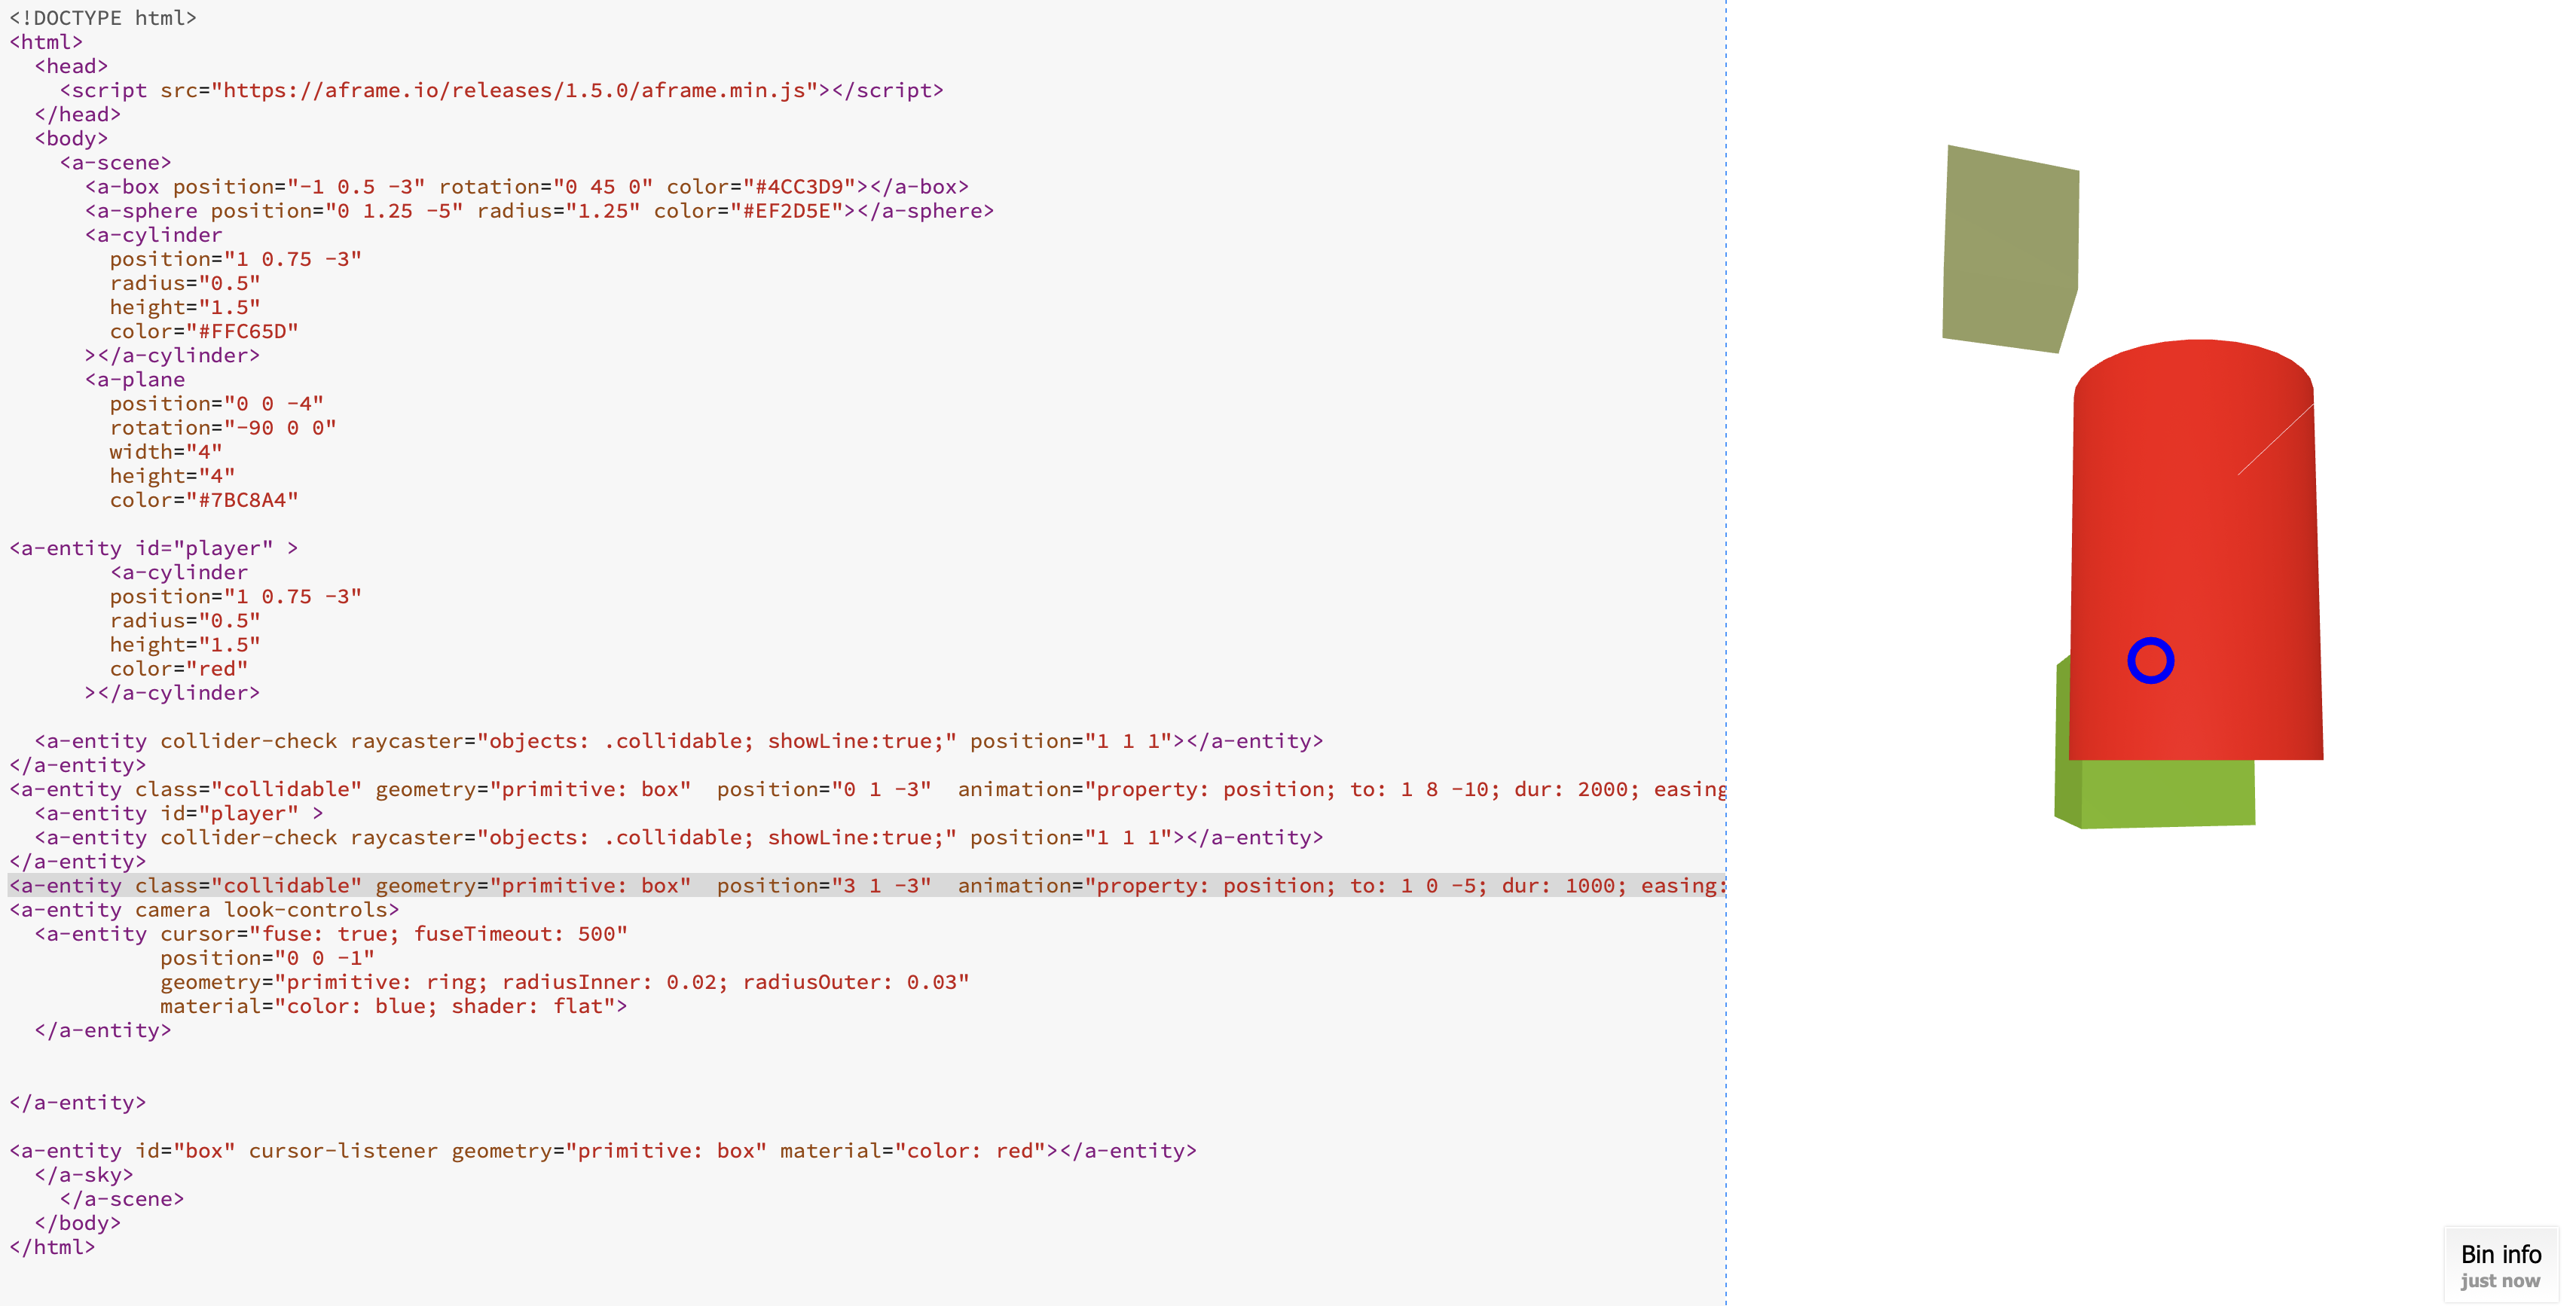 <!DOCTYPE html>
<html>
  <head>
    <script src="https://aframe.io/releases/1.5.0/aframe.min.js"></script>
  </head>
  <body>
    <a-scene>
      <a-box position="-1 0.5 -3" rotation="0 45 0" color="#4CC3D9"></a-box>
      <a-sphere position="0 1.25 -5" radius="1.25" color="#EF2D5E"></a-sphere>
      <a-cylinder
        position="1 0.75 -3"
        radius="0.5"
        height="1.5"
        color="#FFC65D"
      ></a-cylinder>
      <a-plane
        position="0 0 -4"
        rotation="-90 0 0"
        width="4"
        height="4"
        color="#7BC8A4"
<a-entity id="player" >
        <a-cylinder
        position="1 0.75 -3"
        radius="0.5"
        height="1.5"
        color="red"
      ></a-cylinder>
  <a-entity collider-check raycaster="objects: .collidable; showLine:true;" position="1 1 1"></a-entity>
</a-entity>
<a-entity class="collidable" geometry="primitive: box"  position="0 1 -3"  animation="property: position; to: 1 8 -10; dur: 2000; easing
  <a-entity id="player" >
  <a-entity collider-check raycaster="objects: .collidable; showLine:true;" position="1 1 1"></a-entity>
</a-entity>
<a-entity class="collidable" geometry="primitive: box"  position="3 1 -3"  animation="property: position; to: 1 0 -5; dur: 1000; easing:
<a-entity camera look-controls>
  <a-entity cursor="fuse: true; fuseTimeout: 500"
            position="0 0 -1"
            geometry="primitive: ring; radiusInner: 0.02; radiusOuter: 0.03"
            material="color: blue; shader: flat">
  </a-entity>
</a-entity>
<a-entity id="box" cursor-listener geometry="primitive: box" material="color: red"></a-entity>
  </a-sky>
    </a-scene>
  </body>
</html>
Bin info
just now